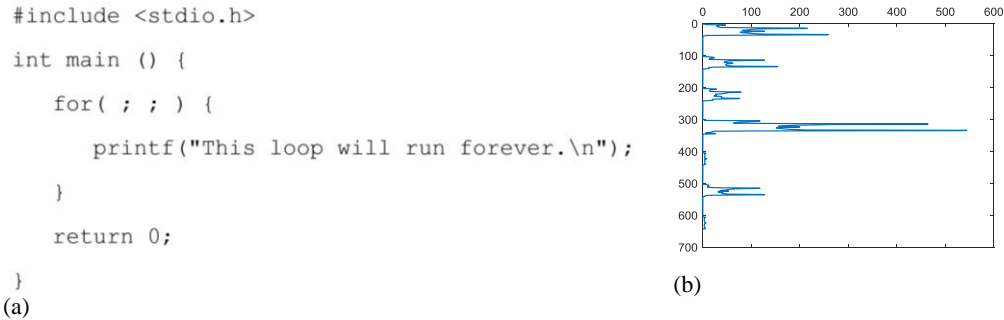 #include <stdio.h>
int main () {
for( ; ; ) {
printf("This loop will run forever.\n");
}
return 0;
}
(a)
0 100 200 300 400 500 600
0
100
200
300
400
500
600
700
(b)